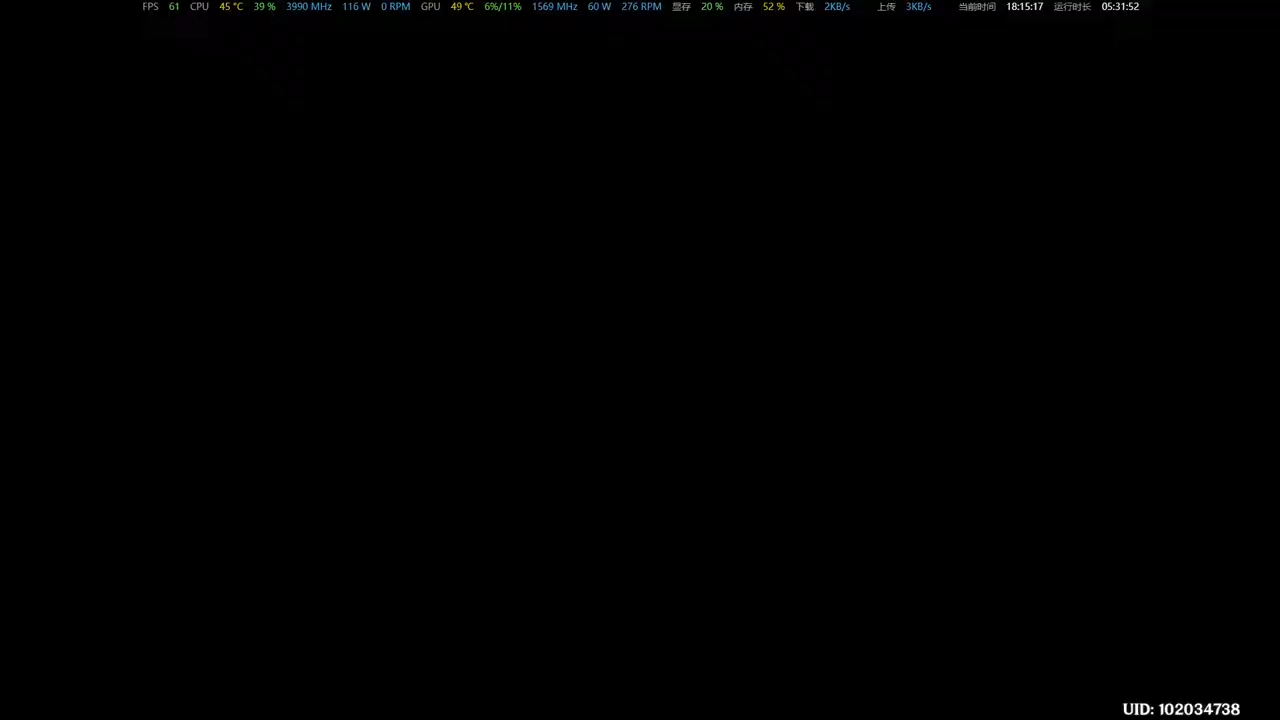 FPS 61 CPU 45 °C 39 % 3990 MHz 116 W 0 RPM GPU 49 °C 6%/11% 1569 MHz 60 W 276 RPM 显存 20 % 内存 52 % 下载 2KB/s 上传 3KB/s 当前时间 18:15:17 运行时长 05:31:52
UID: 102034738